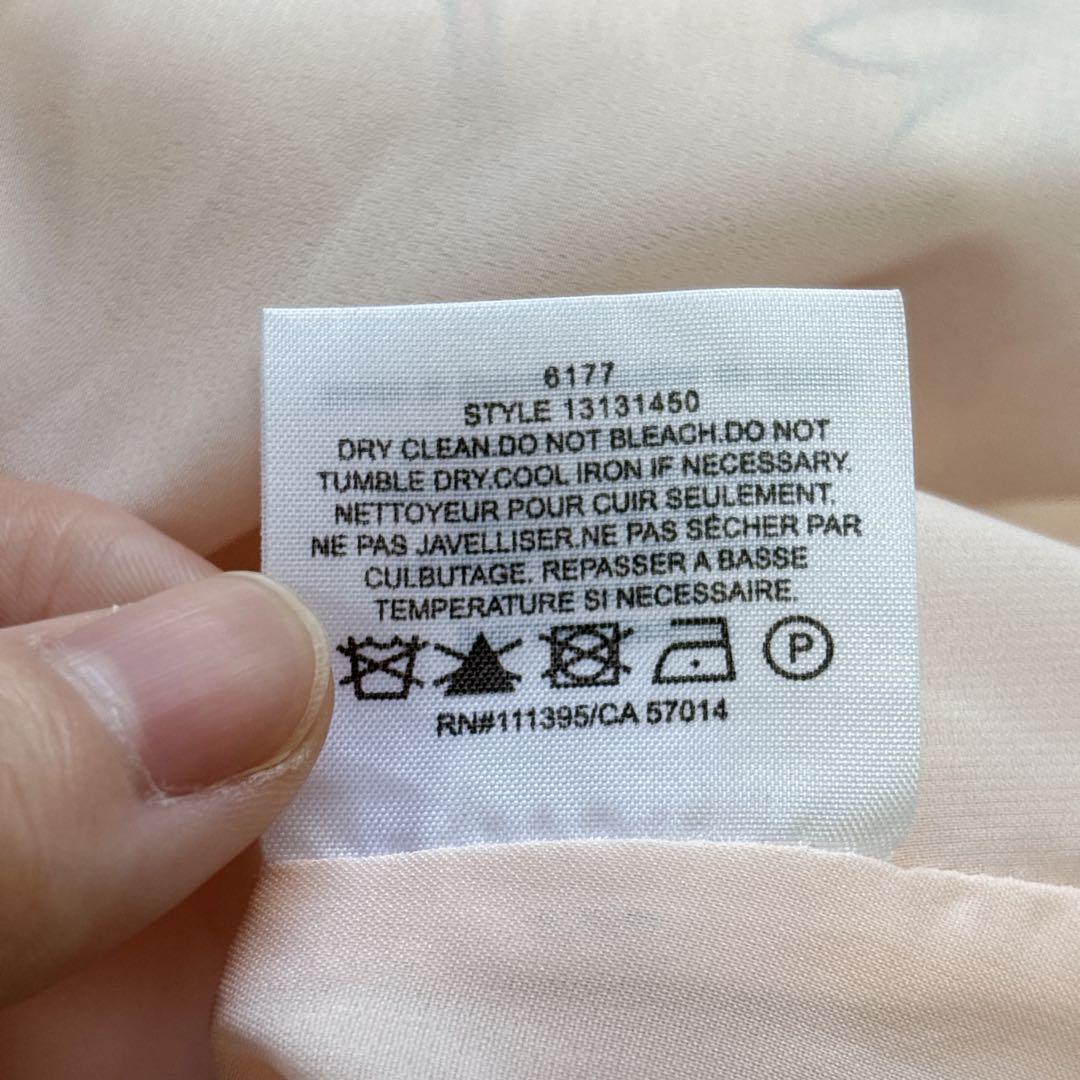 6177
STYLE 13131450
DRY CLEAN.DO NOT BLEACH.DO NOT
TUMBLE DRY.COOL IRON IF NECESSARY.
NETTOYEUR POUR CUIR SEULEMENT.
NE PAS JAVELLISER.NE PAS SÈCHER PAR
CULBUTAGE. REPASSER A BASSE
TEMPERATURE SI NECESSAIRE.
P
RN#111395/CA 57014